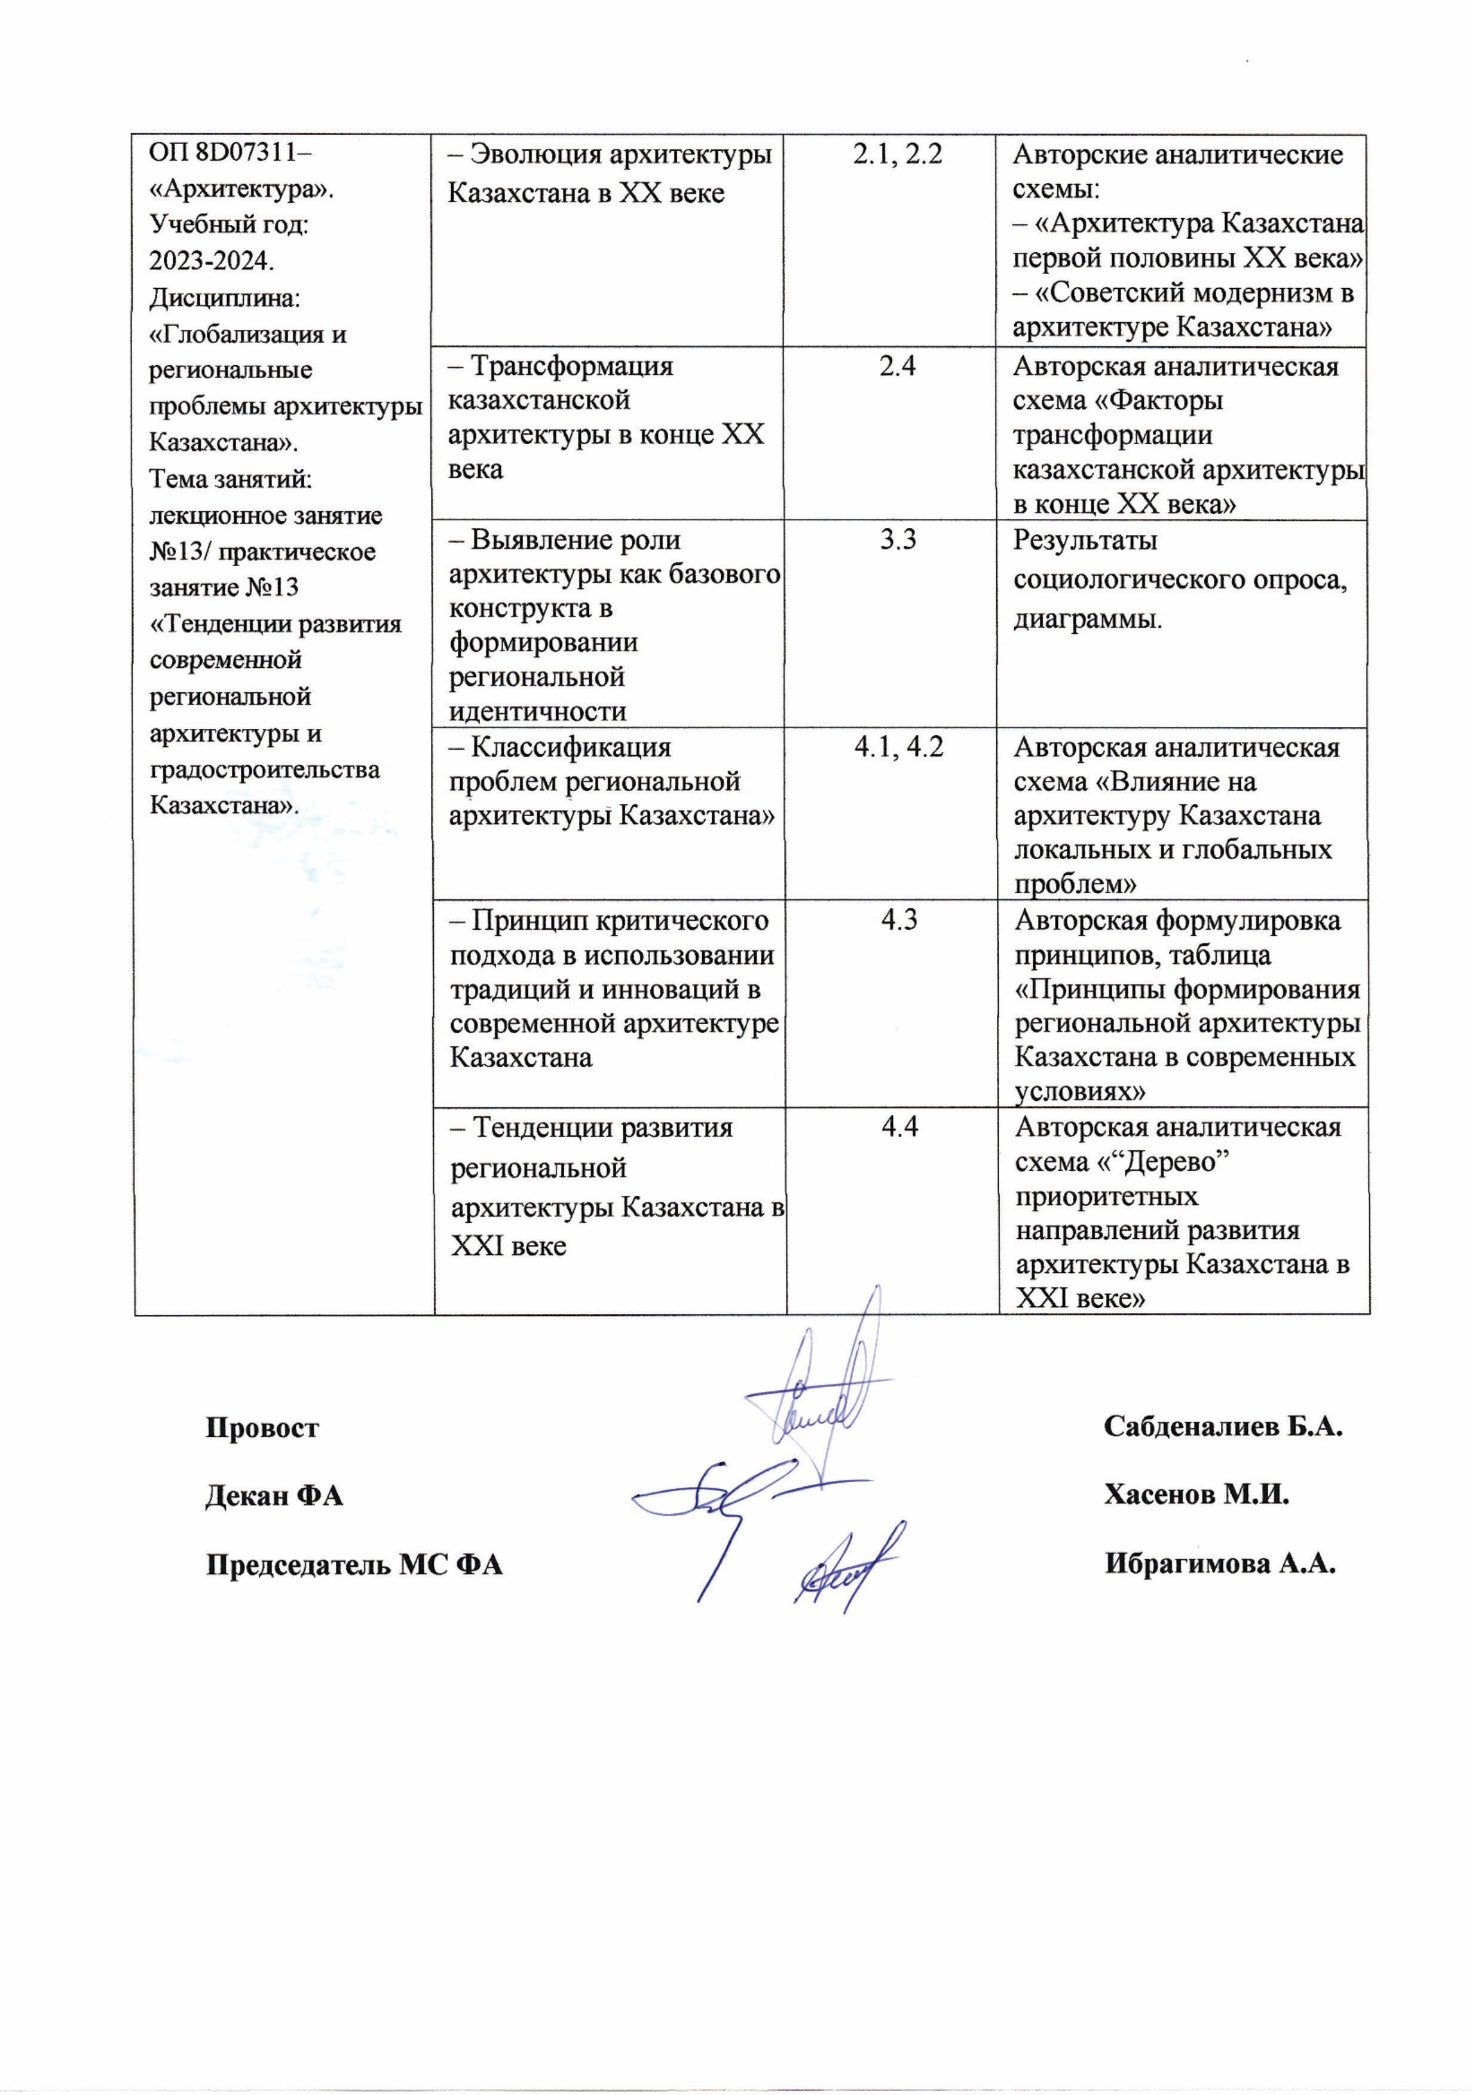 ОП 8D07311–
«Архитектура».
Учебный год:
2023-2024.
Дисциплина:
«Глобализация и
региональные
проблемы архитектуры
Казахстана».
Тема занятий:
лекционное занятие
№13/ практическое
занятие №13
«Тенденции развития
современной
региональной
архитектуры и
градостроительства
Казахстана».
– Эволюция архитектуры
Казахстана в XX веке
2.1, 2.2
Авторские аналитические
схемы:
– «Архитектура Казахстана
первой половины XX века»
– «Советский модернизм в
архитектуре Казахстана»
– Трансформация
казахстанской
архитектуры в конце XX
века
2.4
Авторская аналитическая
схема «Факторы
трансформации
казахстанской архитектуры
в конце XX века»
– Выявление роли
архитектуры как базового
конструкта в
формировании
региональной
идентичности
3.3
Результаты
социологического опроса,
диаграммы.
– Классификация
проблем региональной
архитектуры Казахстана»
4.1, 4.2
Авторская аналитическая
схема «Влияние на
архитектуру Казахстана
локальных и глобальных
проблем»
– Принцип критического
подхода в использовании
традиций и инноваций в
современной архитектуре
Казахстана
4.3
Авторская формулировка
принципов, таблица
«Принципы формирования
региональной архитектуры
Казахстана в современных
условиях»
– Тенденции развития
региональной
архитектуры Казахстана в
XXI веке
4.4
Авторская аналитическая
схема «“Дерево”
приоритетных
направлений развития
архитектуры Казахстана в
XXI веке»
Провост
Сабденалиев Б.А.
Декан ФА
Хасенов М.И.
Председатель МС ФА
Ибрагимова А.А.